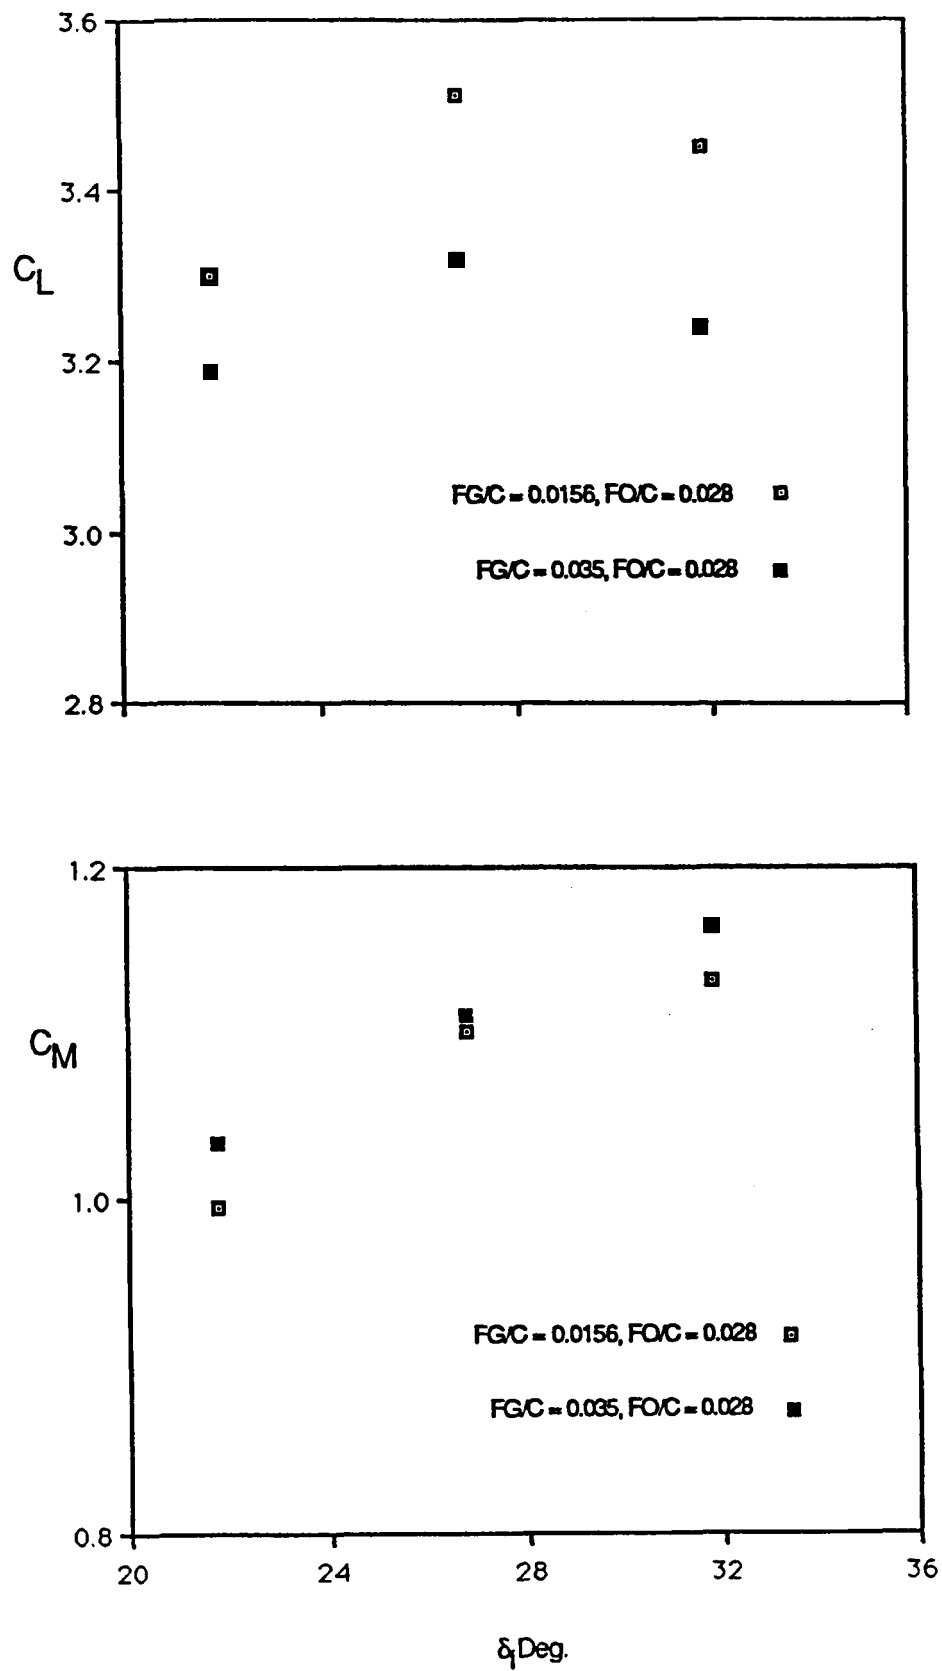 3.6
3.4
C_L
3.2
FG/C = 0.0156, FO/C = 0.028
3.0
FG/C = 0.035, FO/C = 0.028
2.8
1.2
C_M
1.0
FG/C = 0.0156, FO/C = 0.028
FG/C = 0.035, FO/C = 0.028
0.8
20 24 28 32 36
δ_f Deg.